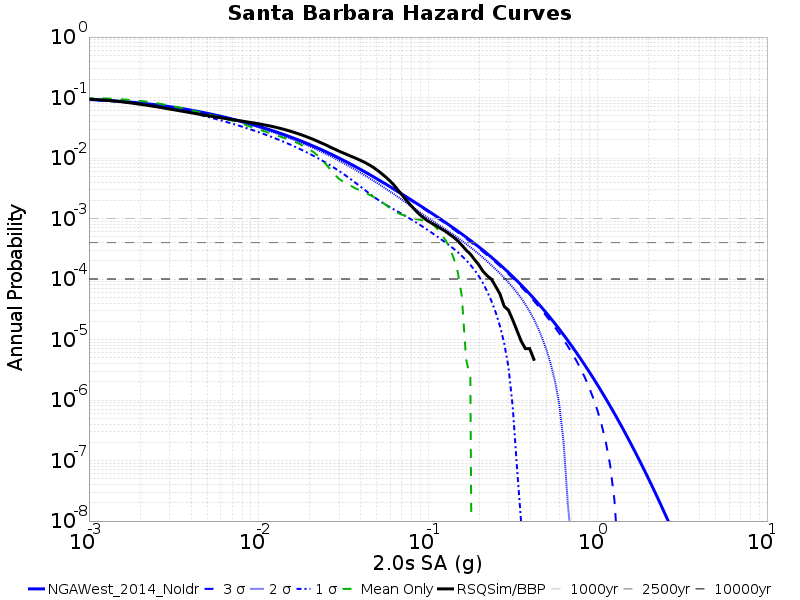 Santa Barbara Hazard Curves
10^0
10^-1
10^-2
10^-3
10^-4
10^-5
10^-6
10^-7
10^-8
Annual Probability
10^-3 10^-2 10^-1 10^0 10^1
2.0s SA (g)
NGAWest_2014_NoIdr 3 σ 2 σ 1 σ Mean Only RSQSim/BBP 1000yr 2500yr 10000yr